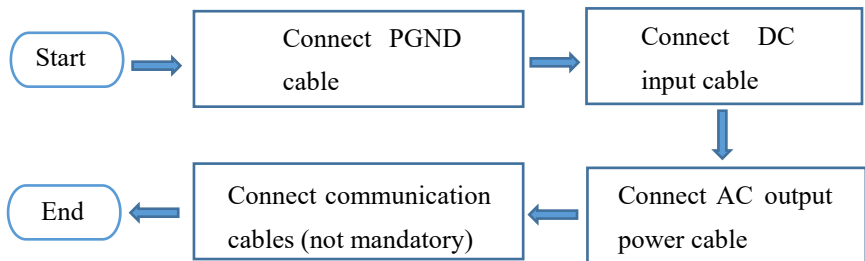 Start
Connect PGND
cable
Connect DC
input cable
Connect AC output
power cable
Connect communication
cables (not mandatory)
End